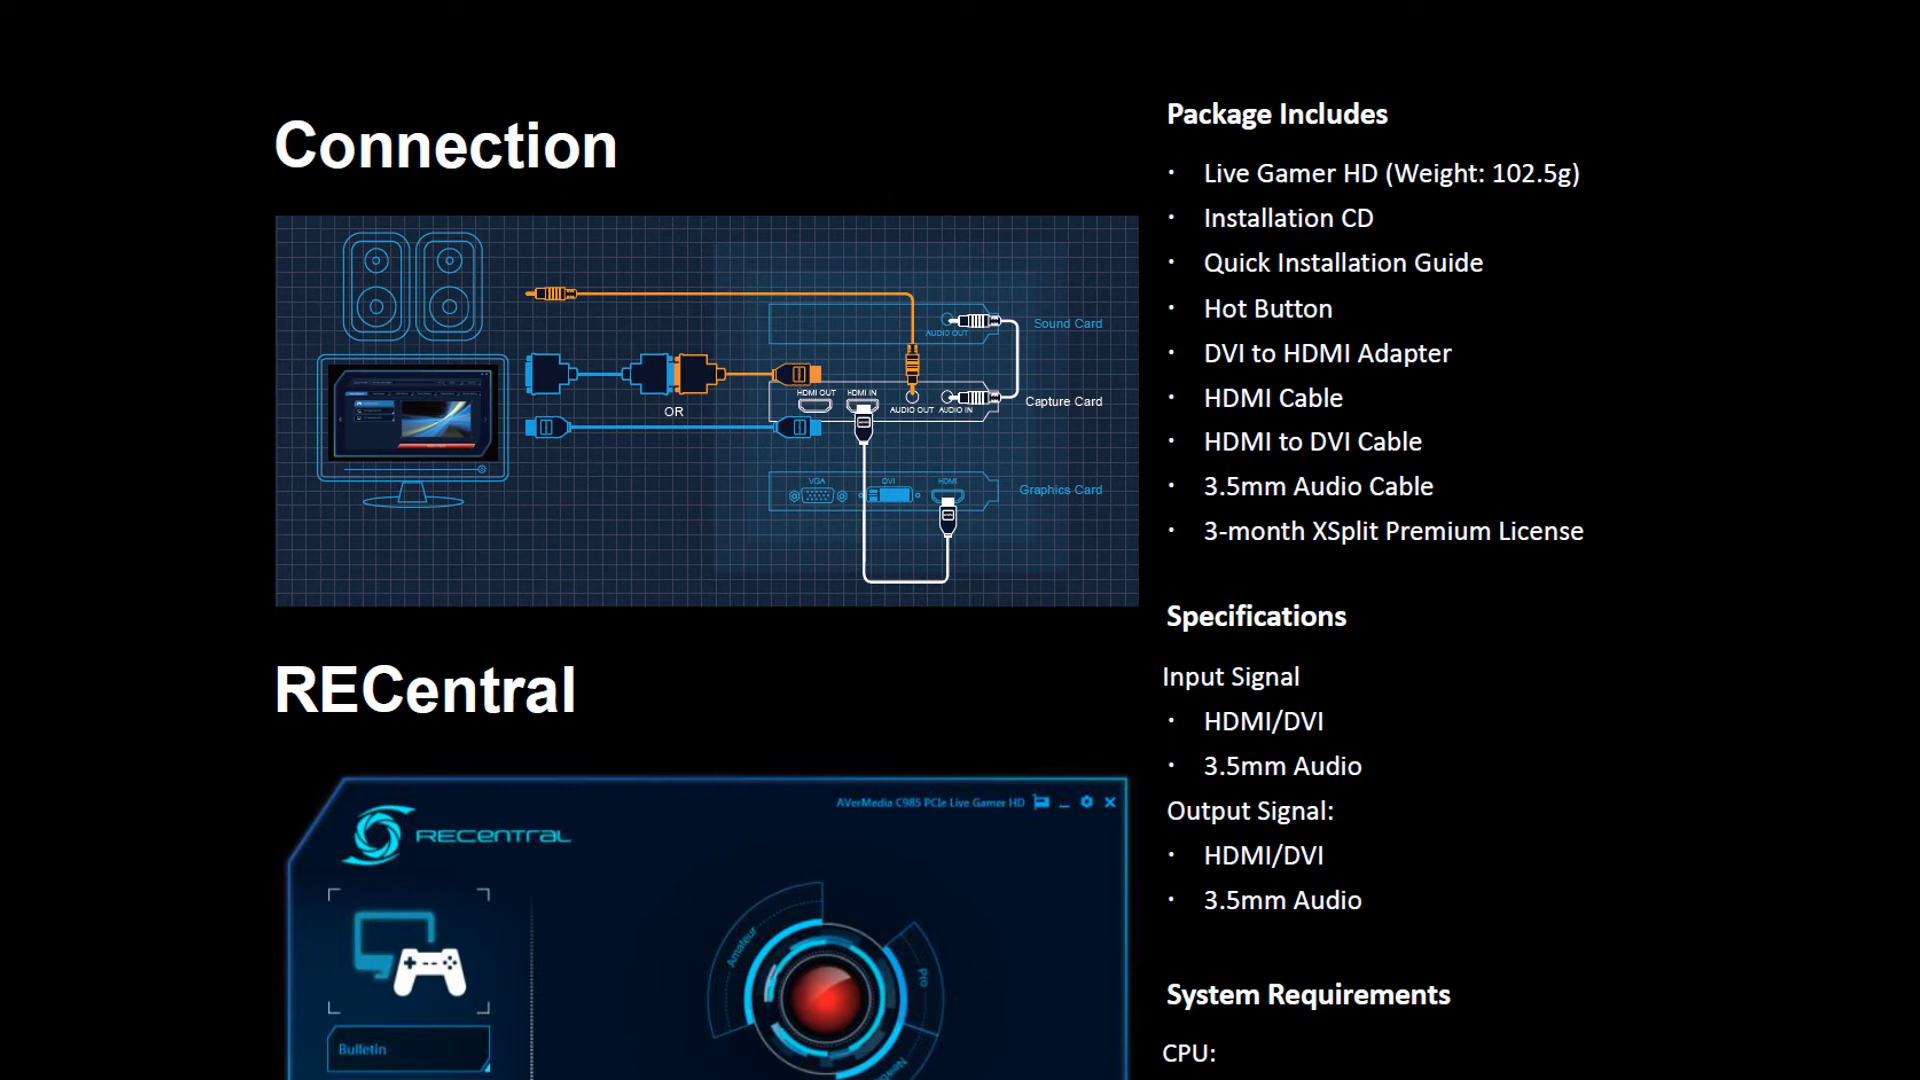 Connection
AUDIO OUT
Sound Card
HDMI OUT
HDMI IN
AUDIO OUT
AUDIO IN
Capture Card
OR
VGA
DVI
HDMI
Graphics Card
RECentral
AVerMedia C985 PCIe Live Gamer HD
RECENTRAL
Amateur
Pro
Bulletin
Package Includes
· Live Gamer HD (Weight: 102.5g)
· Installation CD
· Quick Installation Guide
· Hot Button
· DVI to HDMI Adapter
· HDMI Cable
· HDMI to DVI Cable
· 3.5mm Audio Cable
· 3-month XSplit Premium License
Specifications
Input Signal
· HDMI/DVI
· 3.5mm Audio
Output Signal:
· HDMI/DVI
· 3.5mm Audio
System Requirements
CPU: